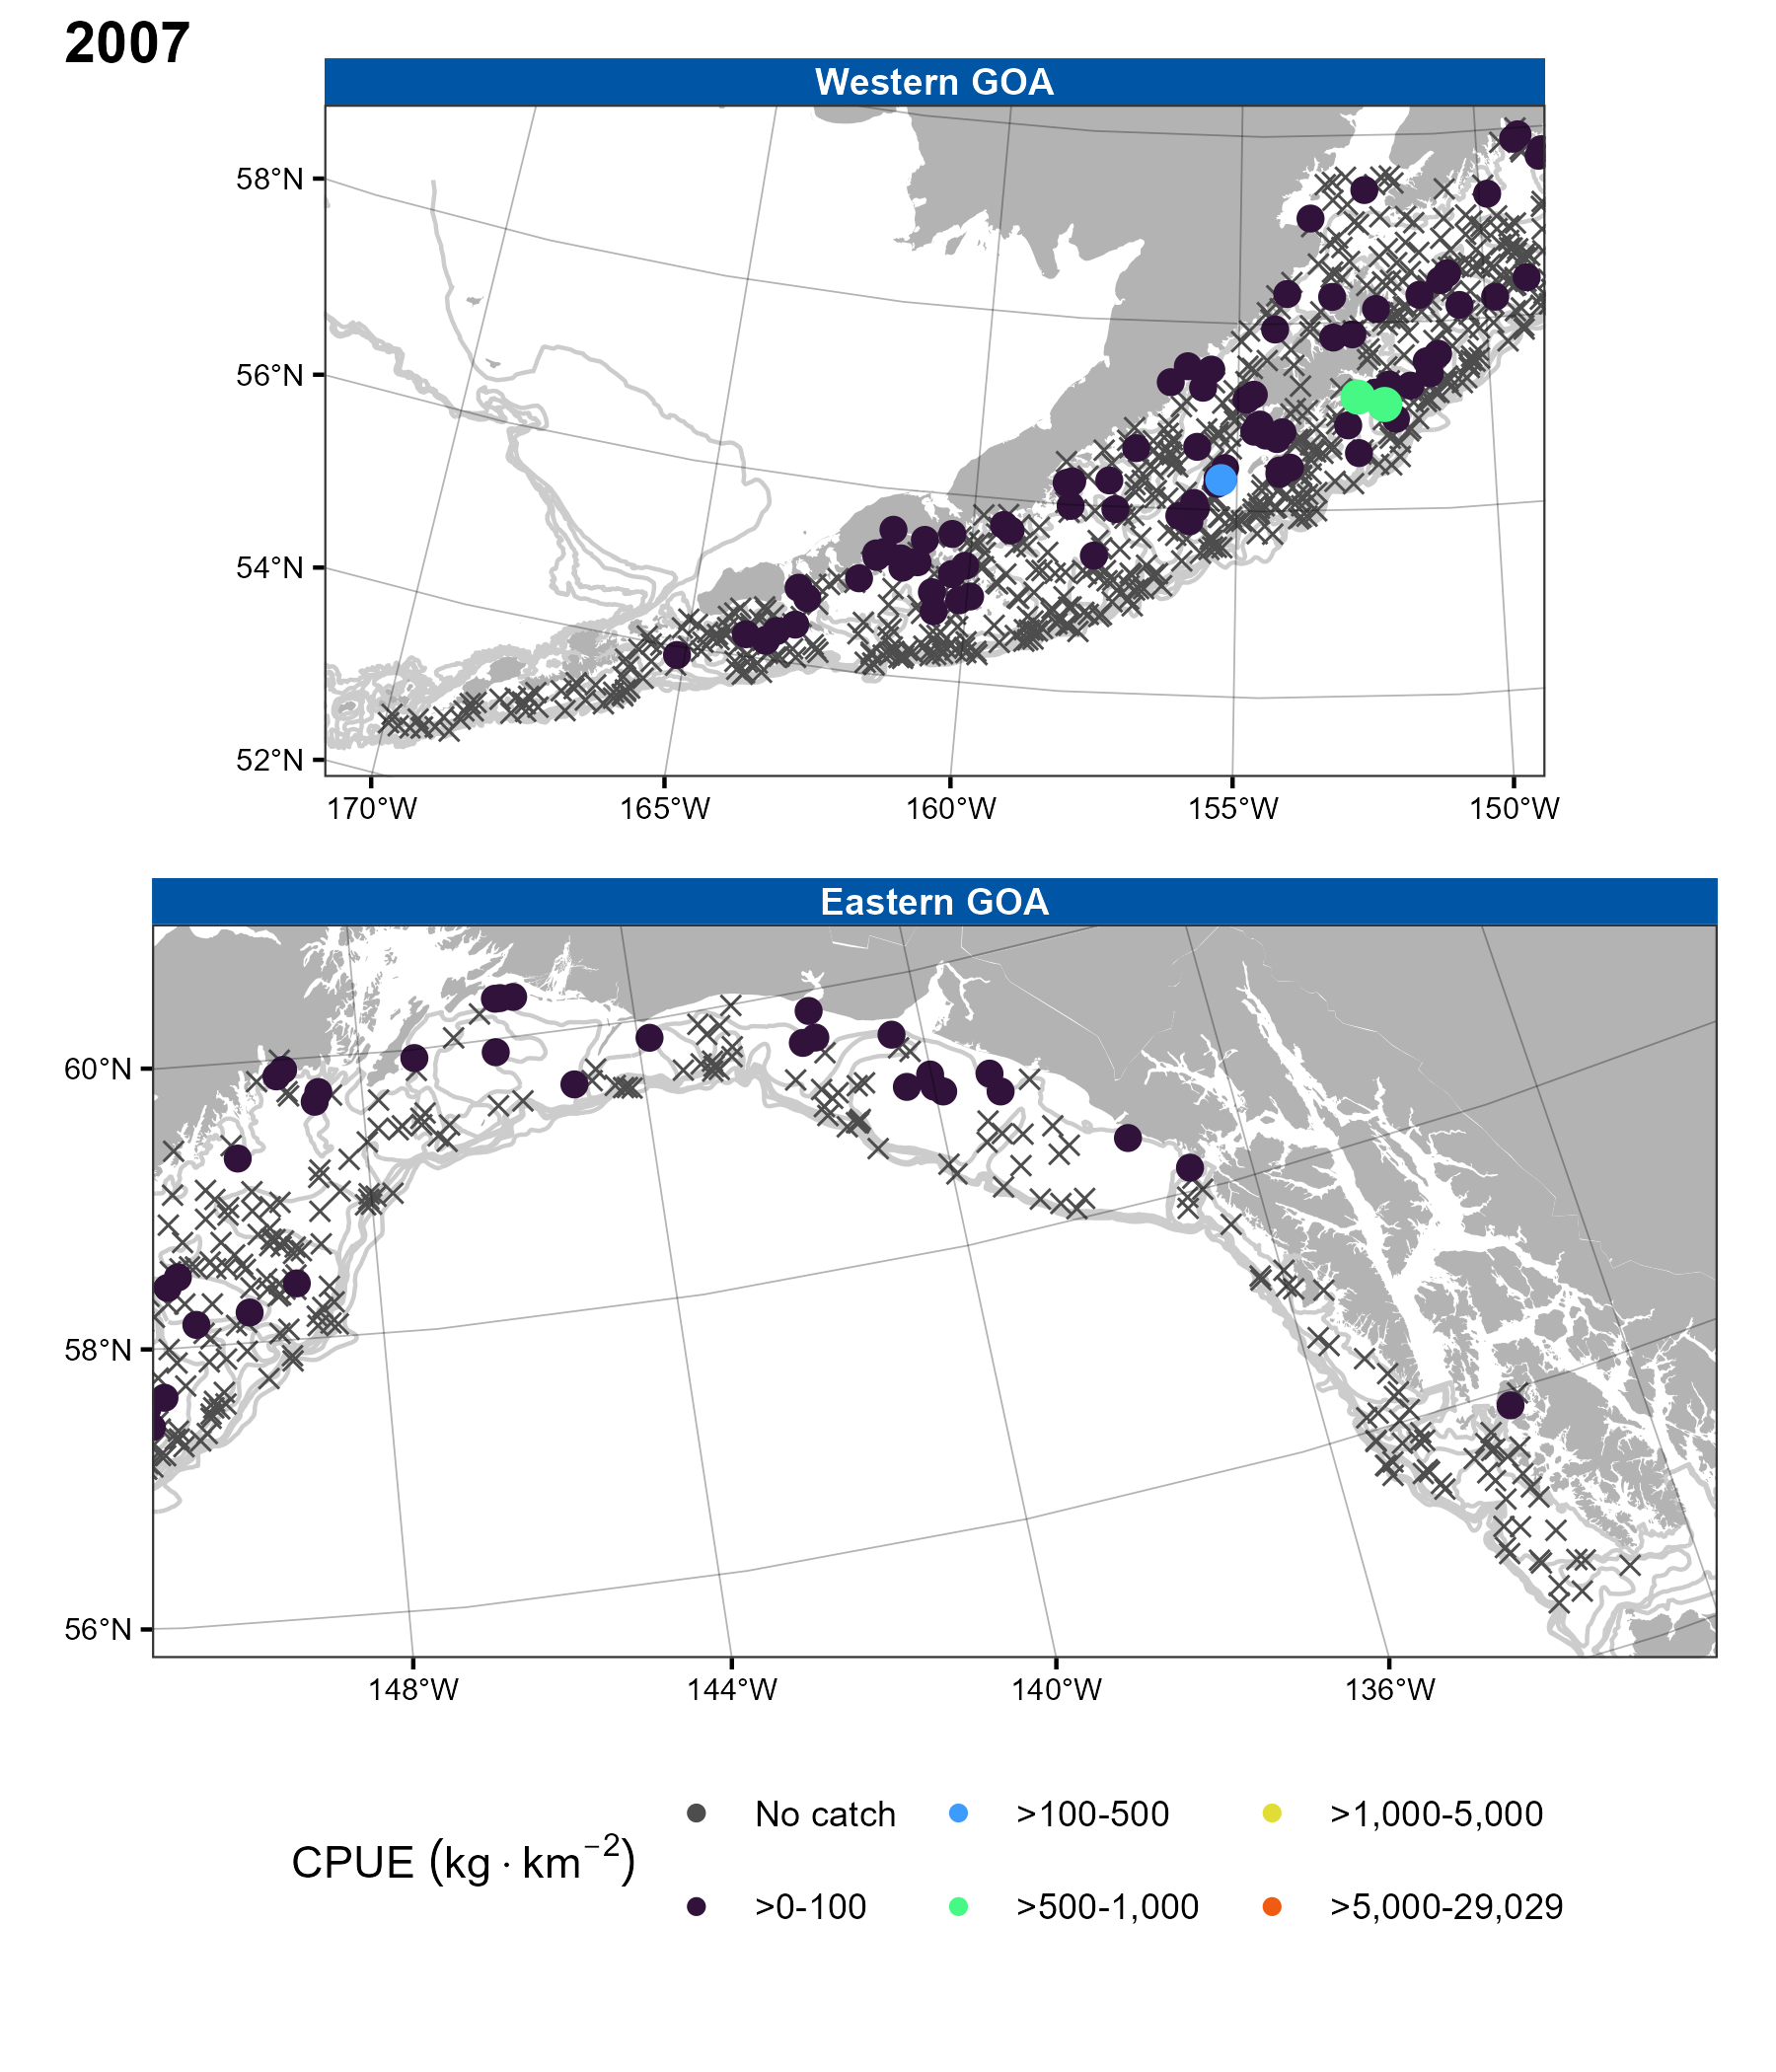 2007
Western GOA
58°N
56°N
54°N
52°N
170°W 165°W 160°W 155°W 150°W
Eastern GOA
60°N
58°N
56°N
148°W 144°W 140°W 136°W
CPUE (kg · km⁻²)
No catch >100-500 >1,000-5,000
>0-100 >500-1,000 >5,000-29,029